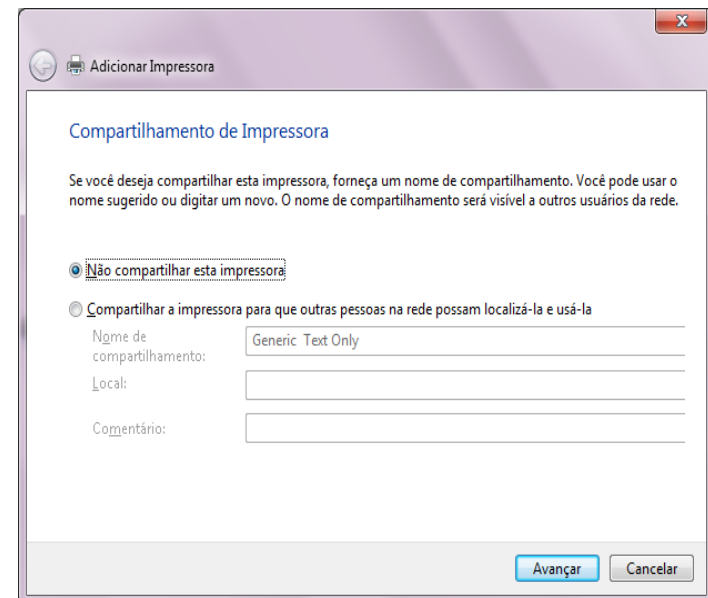 Adicionar Impressora
Compartilhamento de Impressora
Se você deseja compartilhar esta impressora, forneça um nome de compartilhamento. Você pode usar o
nome sugerido ou digitar um novo. O nome de compartilhamento será visível a outros usuários da rede.
Não compartilhar esta impressora
Compartilhar a impressora para que outras pessoas na rede possam localizá-la e usá-la
Nome de
compartilhamento:
Generic Text Only
Local:
Comentário:
Avançar
Cancelar